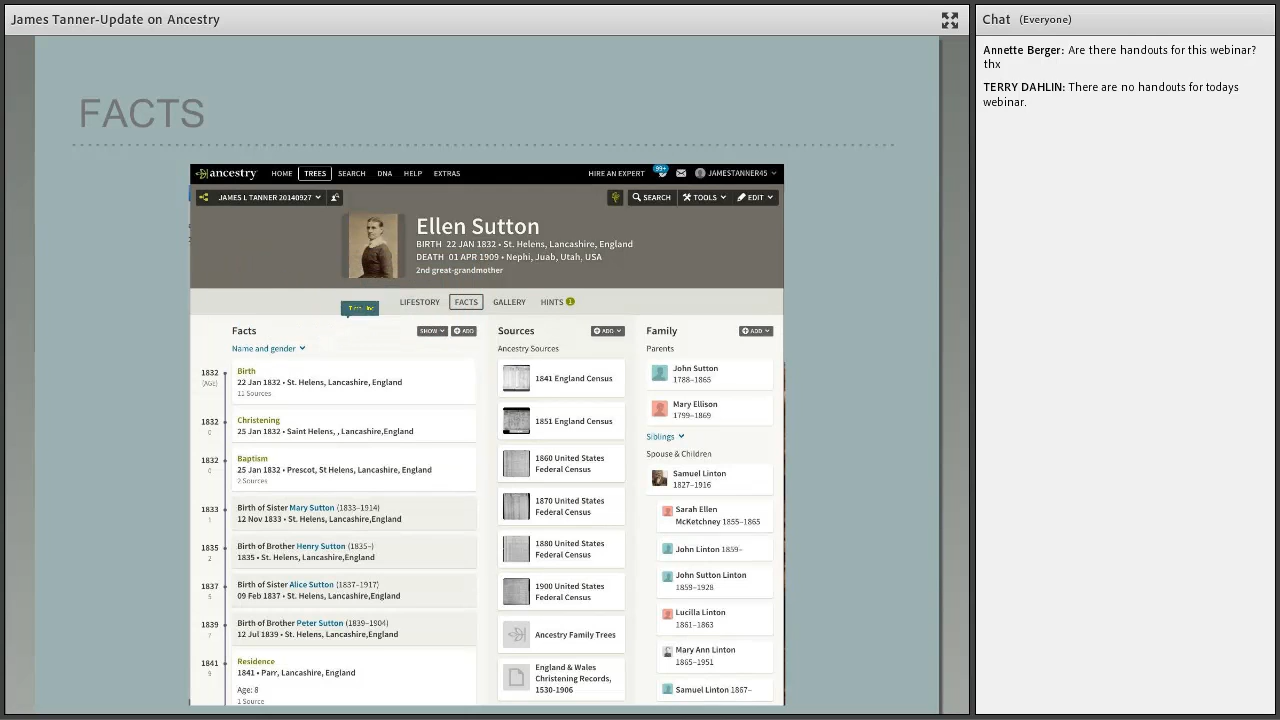 James Tanner-Update on Ancestry
FACTS
ancestry
HOME
TREES
SEARCH
DNA
HELP
EXTRAS
HIRE AN EXPERT
99+
JAMESTANNER45
JAMES L TANNER 20140927
SEARCH
TOOLS
EDIT
Ellen Sutton
BIRTH 22 JAN 1832 • St. Helens, Lancashire, England
DEATH 01 APR 1909 • Nephi, Juab, Utah, USA
2nd great-grandmother
LIFESTORY
FACTS
GALLERY
HINTS 1
Facts
SHOW
ADD
Name and gender
1832
(AGE)
Birth
22 Jan 1832 • St. Helens, Lancashire, England
11 Sources
1832
0
Christening
25 Jan 1832 • Saint Helens, , Lancashire,England
1832
0
Baptism
25 Jan 1832 • Prescot, St Helens, Lancashire, England
2 Sources
1833
1
Birth of Sister Mary Sutton (1833–1914)
12 Nov 1833 • St. Helens, Lancashire,England
1835
2
Birth of Brother Henry Sutton (1835–)
1835 • St. Helens, Lancashire,England
1837
5
Birth of Sister Alice Sutton (1837–1917)
09 Feb 1837 • St. Helens, Lancashire,England
1839
7
Birth of Brother Peter Sutton (1839–1904)
12 Jul 1839 • St. Helens, Lancashire,England
1841
9
Residence
1841 • Parr, Lancashire, England
Age: 8
1 Source
Sources
ADD
Ancestry Sources
1841 England Census
1851 England Census
1860 United States
Federal Census
1870 United States
Federal Census
1880 United States
Federal Census
1900 United States
Federal Census
Ancestry Family Trees
England & Wales
Christening Records,
1530-1906
Family
ADD
Parents
John Sutton
1788–1865
Mary Ellison
1799–1869
Siblings
Spouse & Children
Samuel Linton
1827–1916
Sarah Ellen
McKetchney 1855–1865
John Linton 1859–
John Sutton Linton
1859–1928
Lucilla Linton
1861–1863
Mary Ann Linton
1865–1951
Samuel Linton 1867–
Chat (Everyone)
Annette Berger: Are there handouts for this webinar?
thx
TERRY DAHLIN: There are no handouts for todays
webinar.